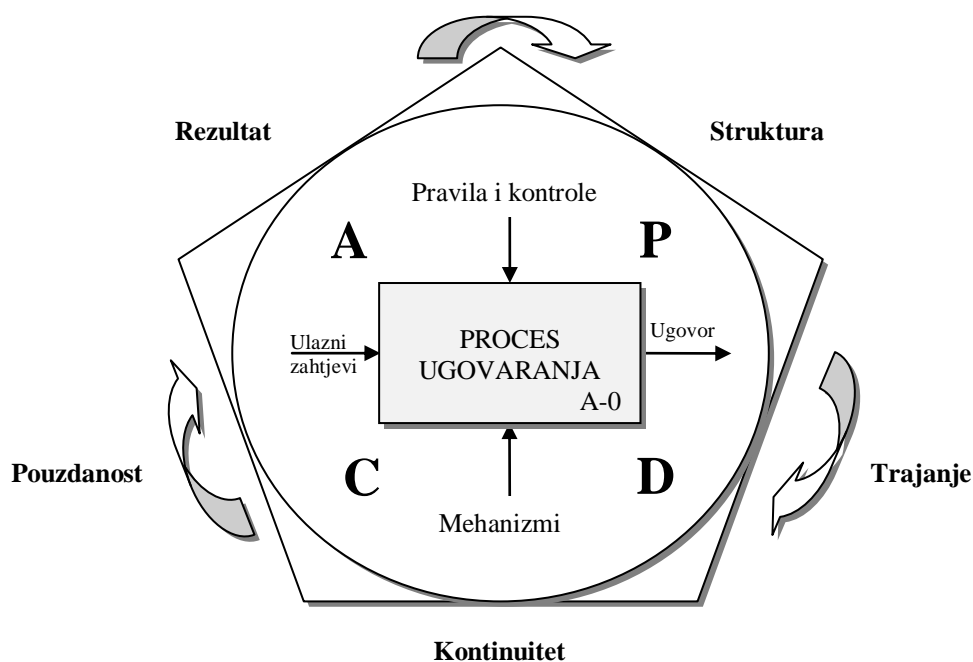 Rezultat
Struktura
Pravila i kontrole
A
P
Ulazni
zahtjevi
PROCES
UGOVARANJA
A-0
Ugovor
Pouzdanost
C
D
Trajanje
Mehanizmi
Kontinuitet